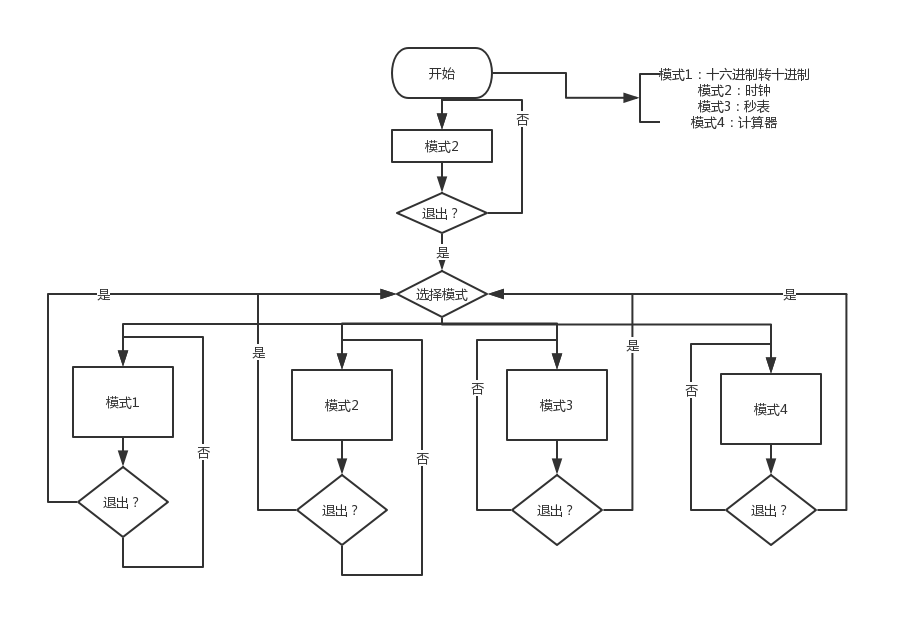 开始
模式1：十六进制转十进制
模式2：时钟
模式3：秒表
模式4：计算器
否
模式2
退出？
是
选择模式
是
是
是
是
否
否
否
否
模式1
模式2
模式3
模式4
退出？
退出？
退出？
退出？